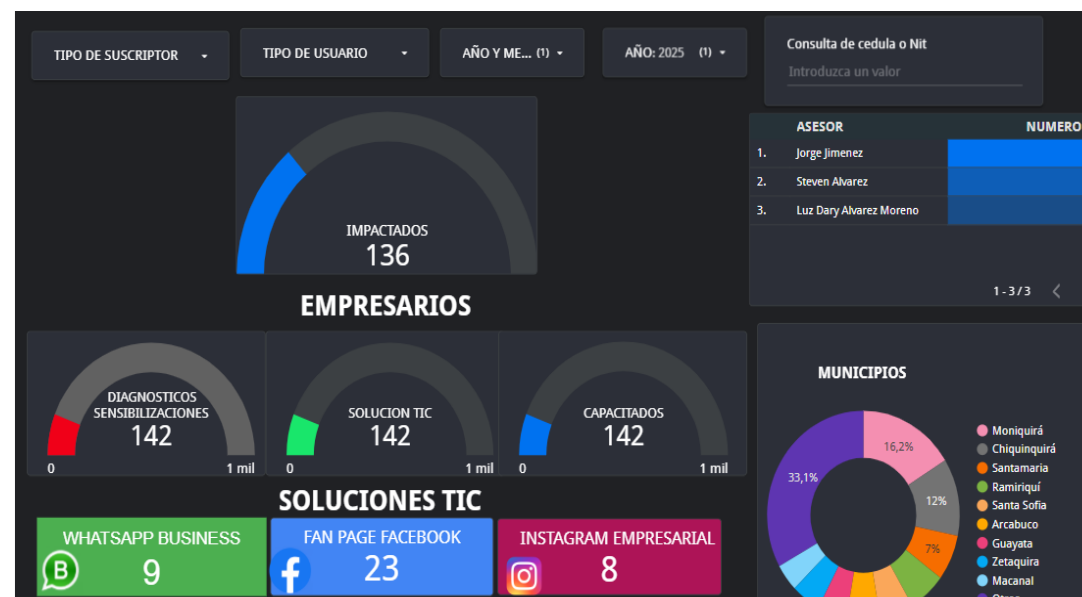 TIPO DE SUSCRIPTOR
TIPO DE USUARIO
AÑO Y ME... (1)
AÑO: 2025 (1)
Consulta de cedula o Nit
Introduzca un valor
IMPACTADOS
136
ASESOR NUMERO
1. Jorge Jimenez
2. Steven Alvarez
3. Luz Dary Alvarez Moreno
1 - 3 / 3
EMPRESARIOS
DIAGNOSTICOS
SENSIBILIZACIONES
142
0 1 mil
SOLUCION TIC
142
0 1 mil
CAPACITADOS
142
0 1 mil
MUNICIPIOS
16,2%
12%
7%
33,1%
Moniquirá
Chiquinquirá
Santamaria
Ramiriquí
Santa Sofia
Arcabuco
Guayata
Zetaquira
Macanal
SOLUCIONES TIC
WHATSAPP BUSINESS
B 9
FAN PAGE FACEBOOK
f 23
INSTAGRAM EMPRESARIAL
8